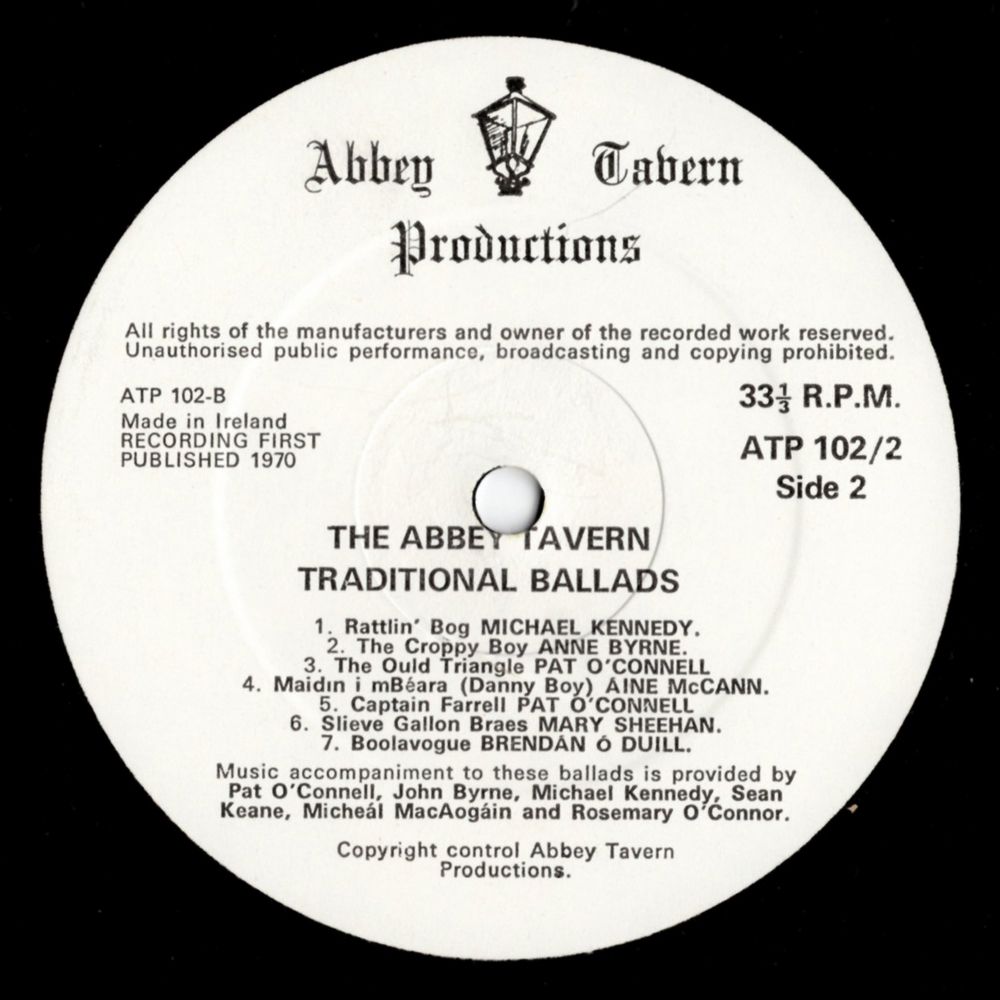 Abbey Tavern
Productions
All rights of the manufacturers and owner of the recorded work reserved.
Unauthorised public performance, broadcasting and copying prohibited.
ATP 102-B
Made in Ireland
RECORDING FIRST
PUBLISHED 1970
33⅓ R.P.M.
ATP 102/2
Side 2
THE ABBEY TAVERN
TRADITIONAL BALLADS
1. Rattlin' Bog MICHAEL KENNEDY.
2. The Croppy Boy ANNE BYRNE.
3. The Ould Triangle PAT O'CONNELL
4. Maidin i mBéara (Danny Boy) ÁINE McCANN.
5. Captain Farrell PAT O'CONNELL
6. Slieve Gallon Braes MARY SHEEHAN.
7. Boolavogue BRENDÁN Ó DUILL.
Music accompaniment to these ballads is provided by
Pat O'Connell, John Byrne, Michael Kennedy, Sean
Keane, Micheál MacAogáin and Rosemary O'Connor.
Copyright control Abbey Tavern
Productions.